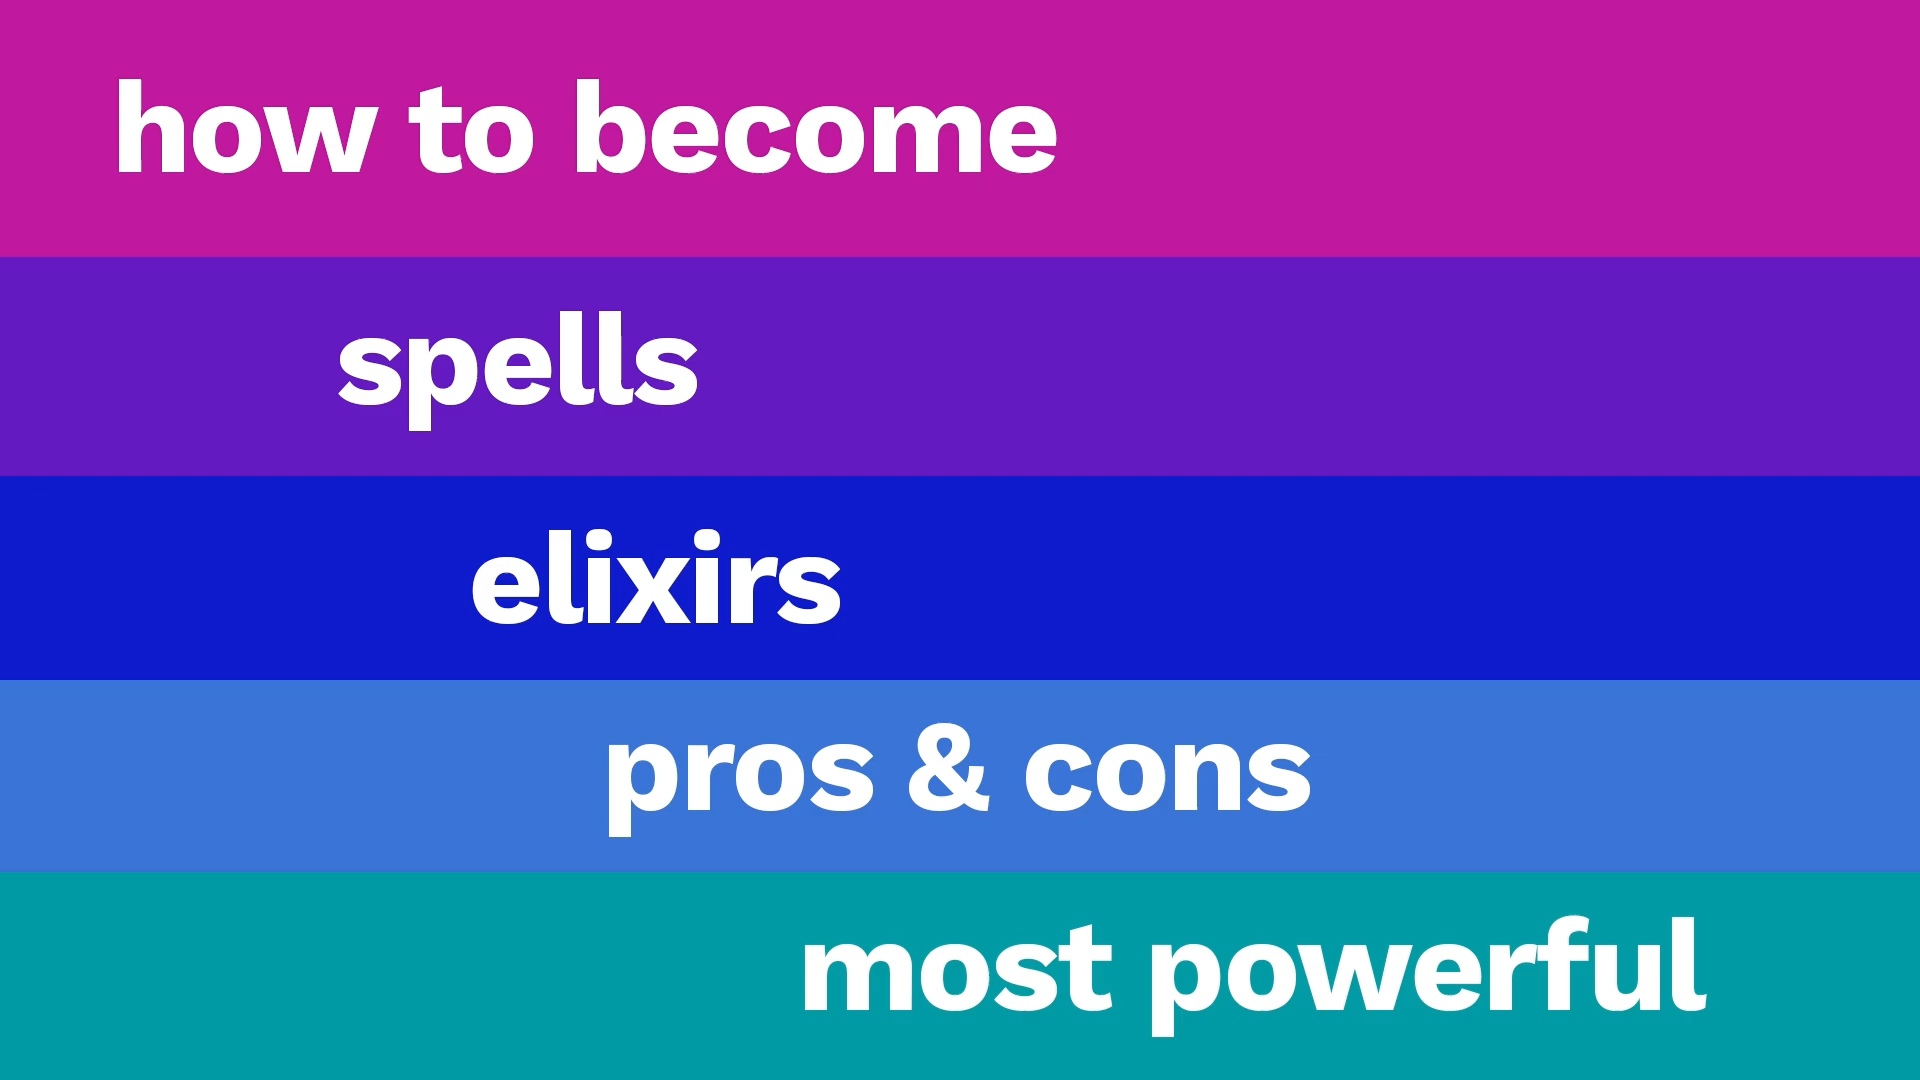 how to become
spells
elixirs
pros & cons
most powerful